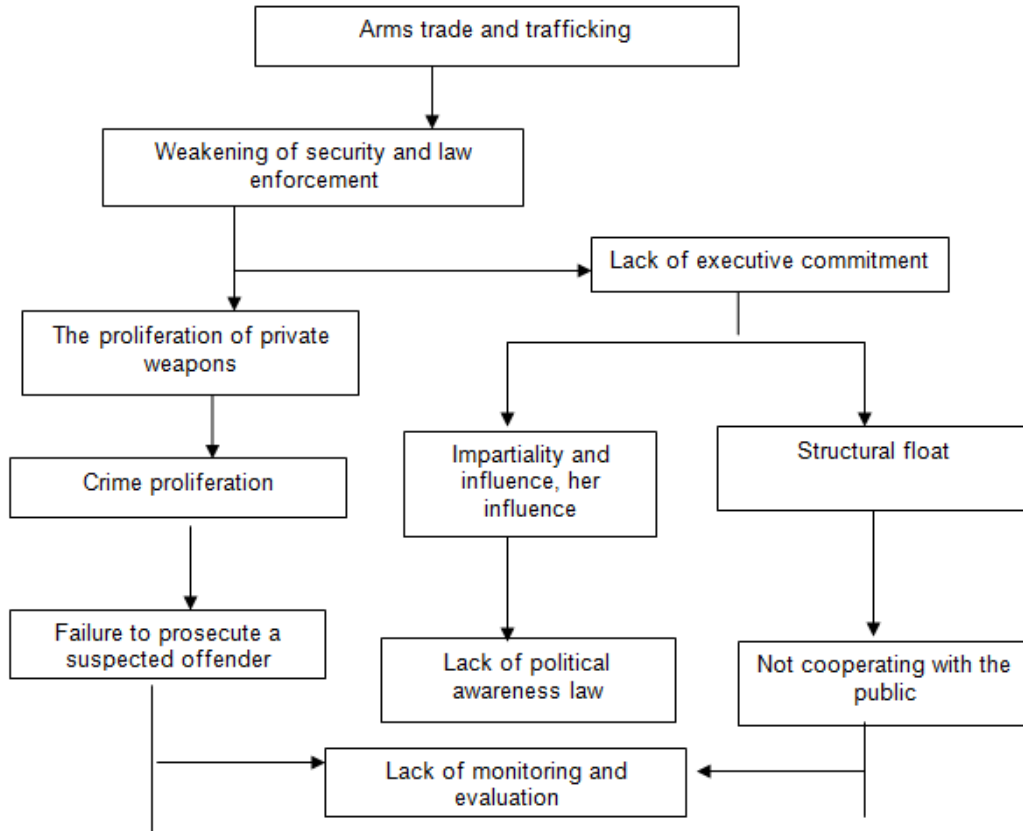 Arms trade and trafficking
Weakening of security and law
enforcement
Lack of executive commitment
The proliferation of private
weapons
Impartiality and
influence, her
influence
Structural float
Crime proliferation
Failure to prosecute a
suspected offender
Lack of political
awareness law
Not cooperating with the
public
Lack of monitoring and
evaluation